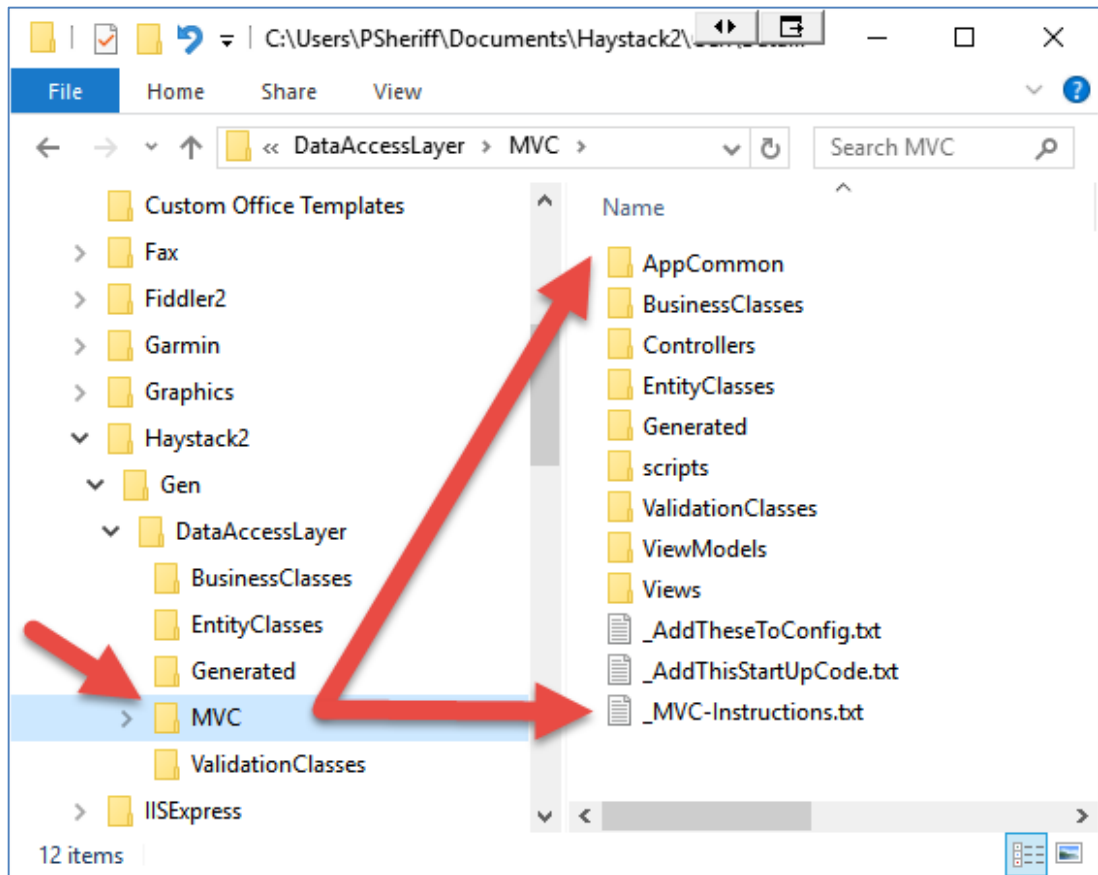 C:\Users\PSheriff\Documents\Haystack2\
File Home Share View
« DataAccessLayer > MVC >
Search MVC
Custom Office Templates
Fax
Fiddler2
Garmin
Graphics
Haystack2
Gen
DataAccessLayer
BusinessClasses
EntityClasses
Generated
MVC
ValidationClasses
IISExpress
Name
AppCommon
BusinessClasses
Controllers
EntityClasses
Generated
scripts
ValidationClasses
ViewModels
Views
_AddTheseToConfig.txt
_AddThisStartUpCode.txt
_MVC-Instructions.txt
12 items